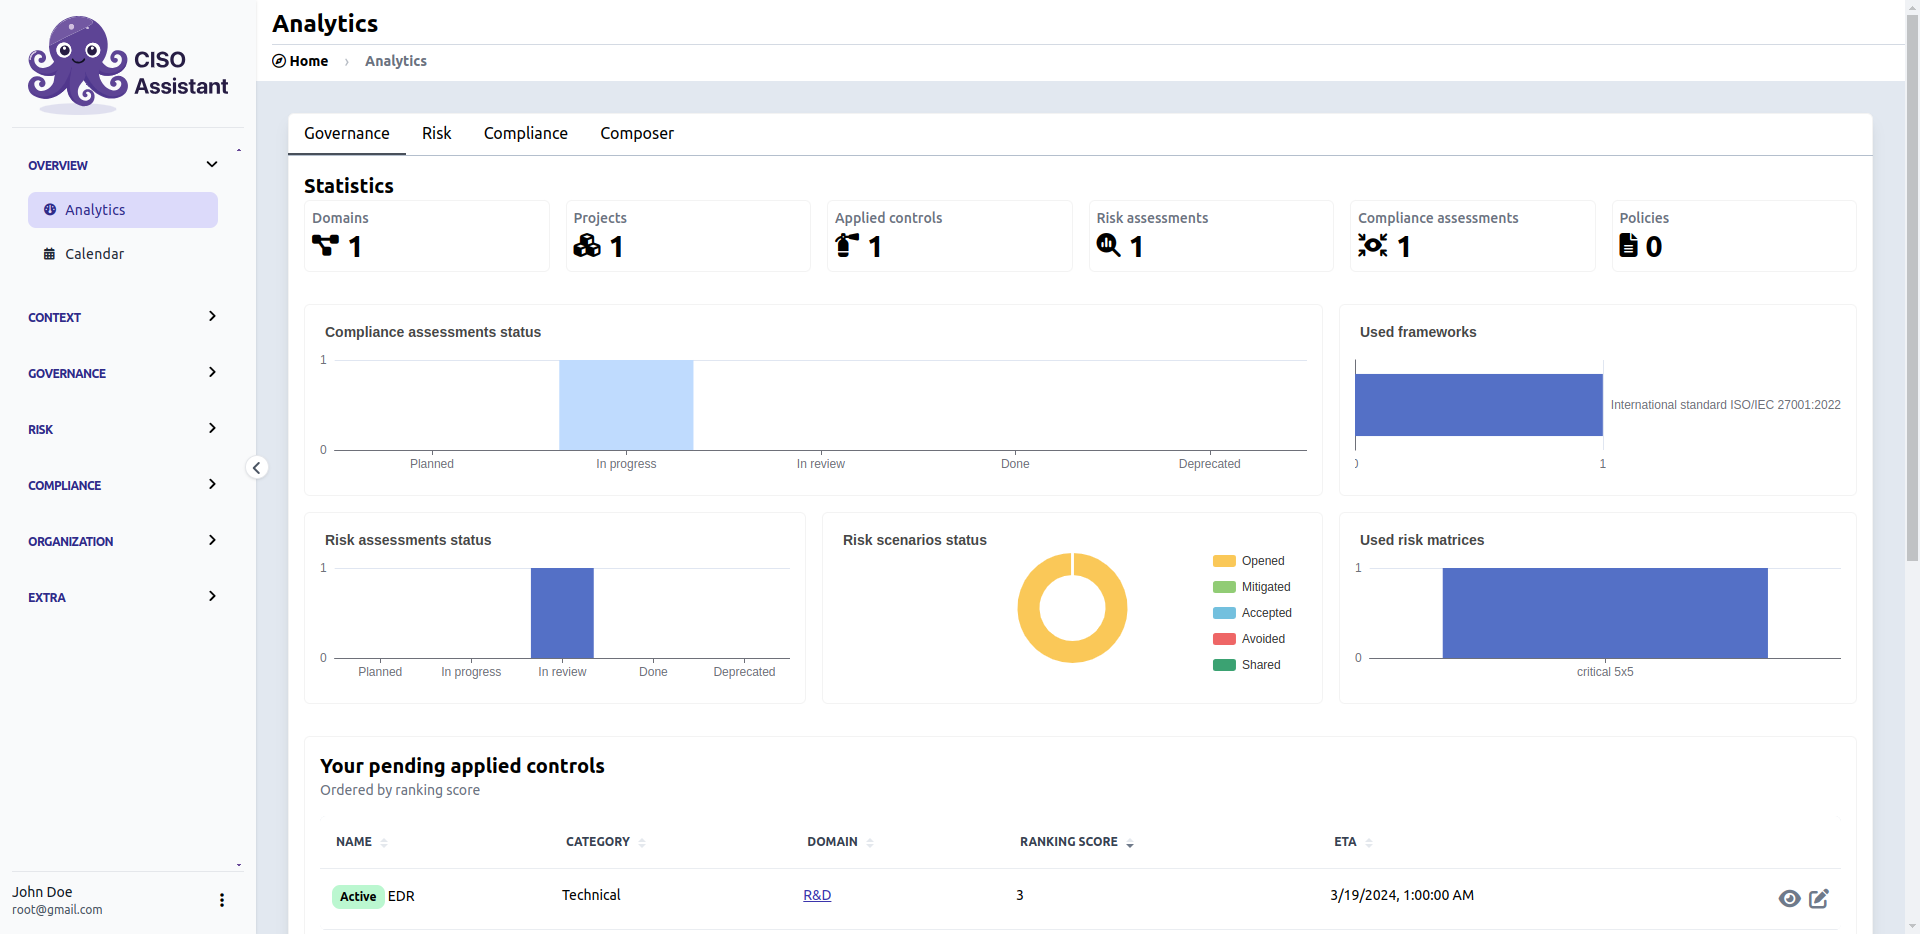 CISO
Assistant
OVERVIEW
Analytics
Calendar
CONTEXT
GOVERNANCE
RISK
COMPLIANCE
ORGANIZATION
EXTRA
John Doe
root@gmail.com
Analytics
Home › Analytics
Governance Risk Compliance Composer
Statistics
Domains
1
Projects
1
Applied controls
1
Risk assessments
1
Compliance assessments
1
Policies
0
Compliance assessments status
1
0
Planned In progress In review Done Deprecated
Used frameworks
International standard ISO/IEC 27001:2022
0 1
Risk assessments status
1
0
Planned In progress In review Done Deprecated
Risk scenarios status
Opened
Mitigated
Accepted
Avoided
Shared
Used risk matrices
1
0
critical 5x5
Your pending applied controls
Ordered by ranking score
NAME CATEGORY DOMAIN RANKING SCORE ETA
Active EDR Technical R&D 3 3/19/2024, 1:00:00 AM